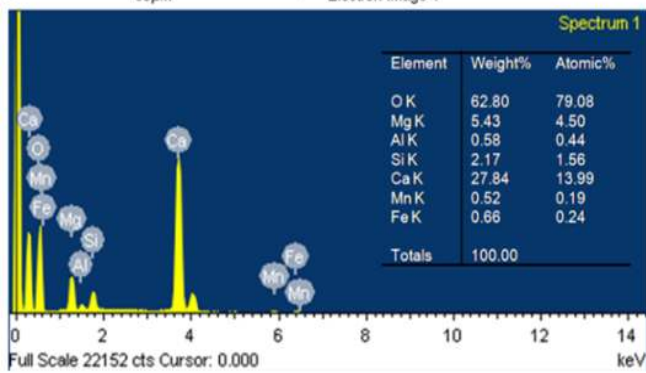 Spectrum 1
Element Weight% Atomic%
O K 62.80 79.08
Mg K 5.43 4.50
Al K 0.58 0.44
Si K 2.17 1.56
Ca K 27.84 13.99
Mn K 0.52 0.19
Fe K 0.66 0.24
Totals 100.00
Ca
O
Mn
Fe
Mg
Al
Si
Ca
Mn
Fe
Mn
0 2 4 6 8 10 12 14
Full Scale 22152 cts Cursor: 0.000 keV